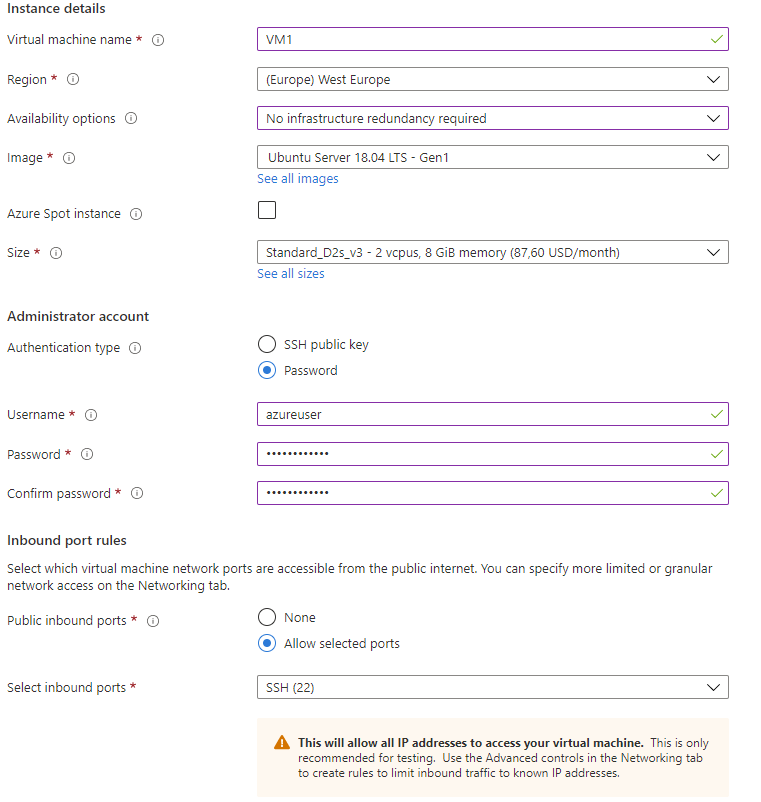 Instance details
Virtual machine name * VM1
Region * (Europe) West Europe
Availability options No infrastructure redundancy required
Image * Ubuntu Server 18.04 LTS - Gen1
See all images
Azure Spot instance
Size * Standard_D2s_v3 - 2 vcpus, 8 GiB memory (87,60 USD/month)
See all sizes
Administrator account
Authentication type
SSH public key
Password
Username * azureuser
Password * ••••••••••••
Confirm password * ••••••••••••
Inbound port rules
Select which virtual machine network ports are accessible from the public internet. You can specify more limited or granular
network access on the Networking tab.
Public inbound ports *
None
Allow selected ports
Select inbound ports * SSH (22)
This will allow all IP addresses to access your virtual machine. This is only
recommended for testing. Use the Advanced controls in the Networking tab
to create rules to limit inbound traffic to known IP addresses.